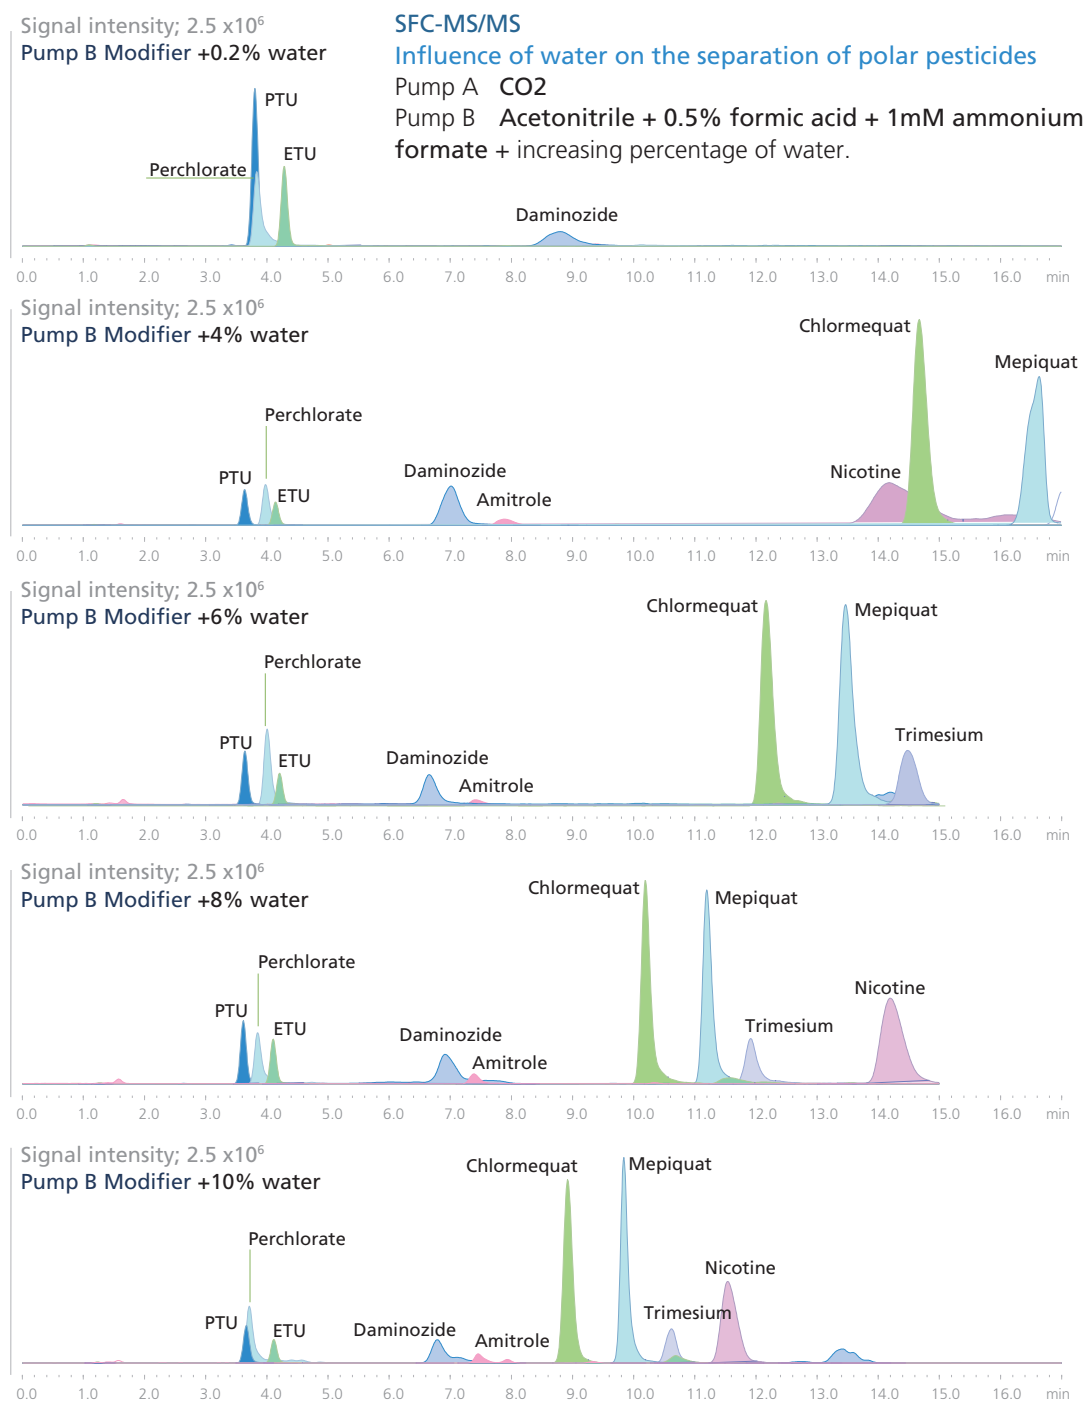 Signal intensity; 2.5 x10⁶
Pump B Modifier +0.2% water
SFC-MS/MS
Influence of water on the separation of polar pesticides
Pump A CO2
Pump B Acetonitrile + 0.5% formic acid + 1mM ammonium
formate + increasing percentage of water.
PTU
ETU
Perchlorate
Daminozide
0.0 1.0 2.0 3.0 4.0 5.0 6.0 7.0 8.0 9.0 10.0 11.0 12.0 13.0 14.0 15.0 16.0 min
Signal intensity; 2.5 x10⁶
Pump B Modifier +4% water
Chlormequat
Mepiquat
Perchlorate
Daminozide
Nicotine
PTU
ETU
Amitrole
0.0 1.0 2.0 3.0 4.0 5.0 6.0 7.0 8.0 9.0 10.0 11.0 12.0 13.0 14.0 15.0 16.0 min
Signal intensity; 2.5 x10⁶
Pump B Modifier +6% water
Chlormequat
Mepiquat
Perchlorate
Trimesium
PTU
ETU
Daminozide
Amitrole
0.0 1.0 2.0 3.0 4.0 5.0 6.0 7.0 8.0 9.0 10.0 11.0 12.0 13.0 14.0 15.0 16.0 min
Signal intensity; 2.5 x10⁶
Pump B Modifier +8% water
Chlormequat
Mepiquat
Perchlorate
Nicotine
PTU
ETU
Trimesium
Daminozide
Amitrole
0.0 1.0 2.0 3.0 4.0 5.0 6.0 7.0 8.0 9.0 10.0 11.0 12.0 13.0 14.0 15.0 16.0 min
Signal intensity; 2.5 x10⁶
Pump B Modifier +10% water
Chlormequat
Mepiquat
Perchlorate
Nicotine
Trimesium
PTU
ETU
Daminozide
Amitrole
0.0 1.0 2.0 3.0 4.0 5.0 6.0 7.0 8.0 9.0 10.0 11.0 12.0 13.0 14.0 15.0 16.0 min